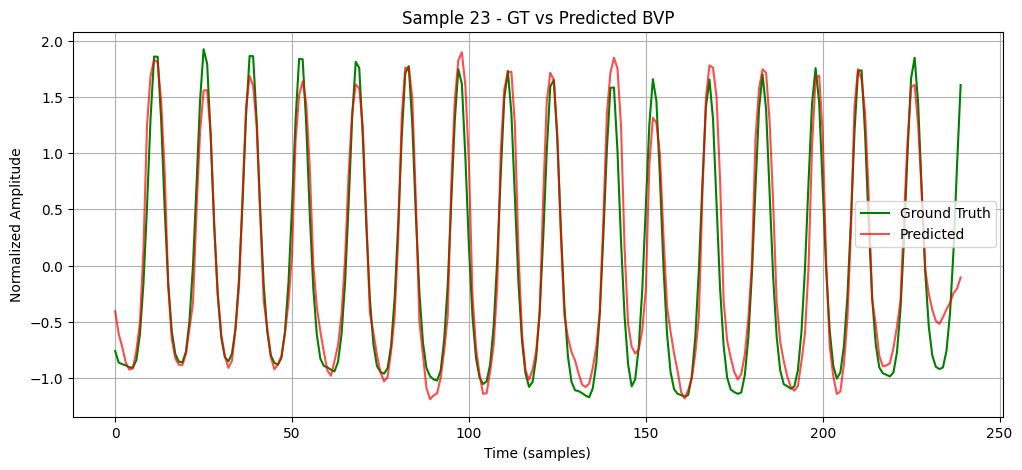 Sample 23 - GT vs Predicted BVP
Normalized Amplitude
2.0
1.5
1.0
0.5
0.0
−0.5
−1.0
Ground Truth
Predicted
0 50 100 150 200 250
Time (samples)